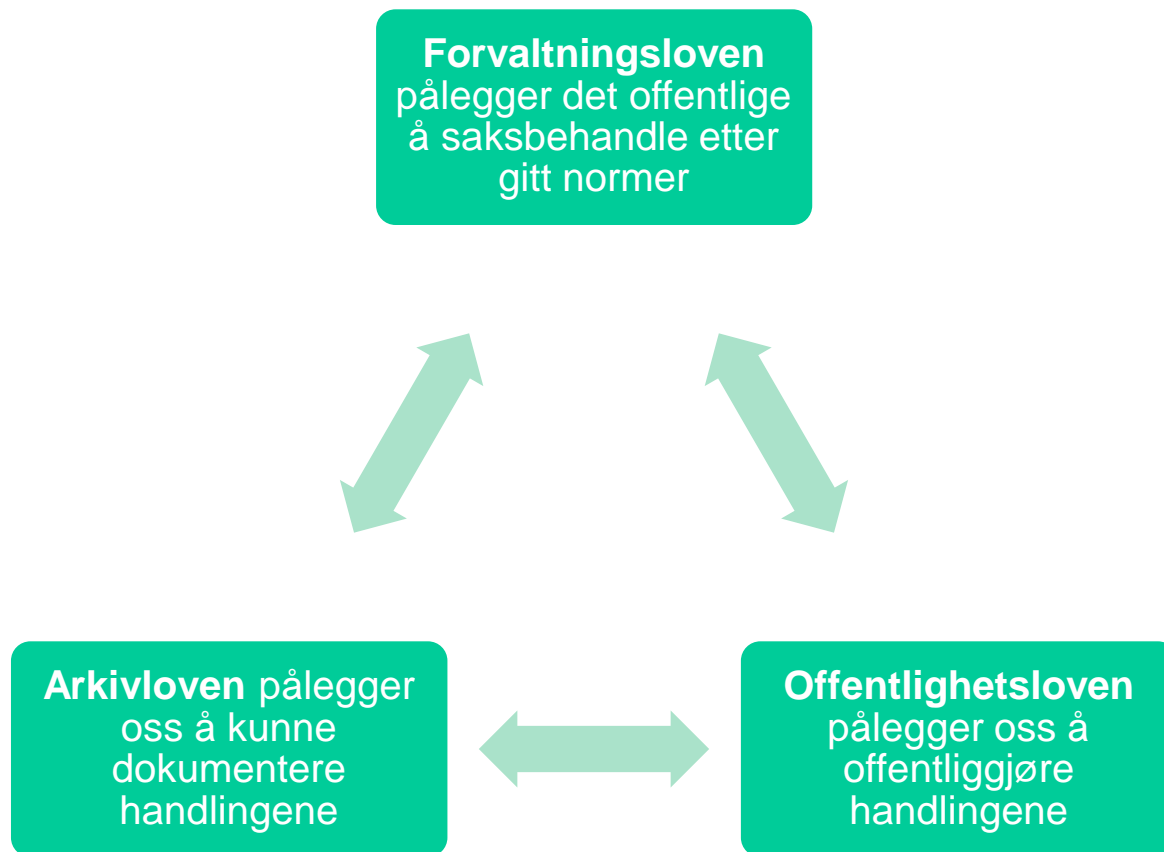 Forvaltningsloven
pålegger det offentlige
å saksbehandle etter
gitt normer
Arkivloven pålegger
oss å kunne
dokumentere
handlingene
Offentlighetsloven
pålegger oss å
offentliggjøre
handlingene